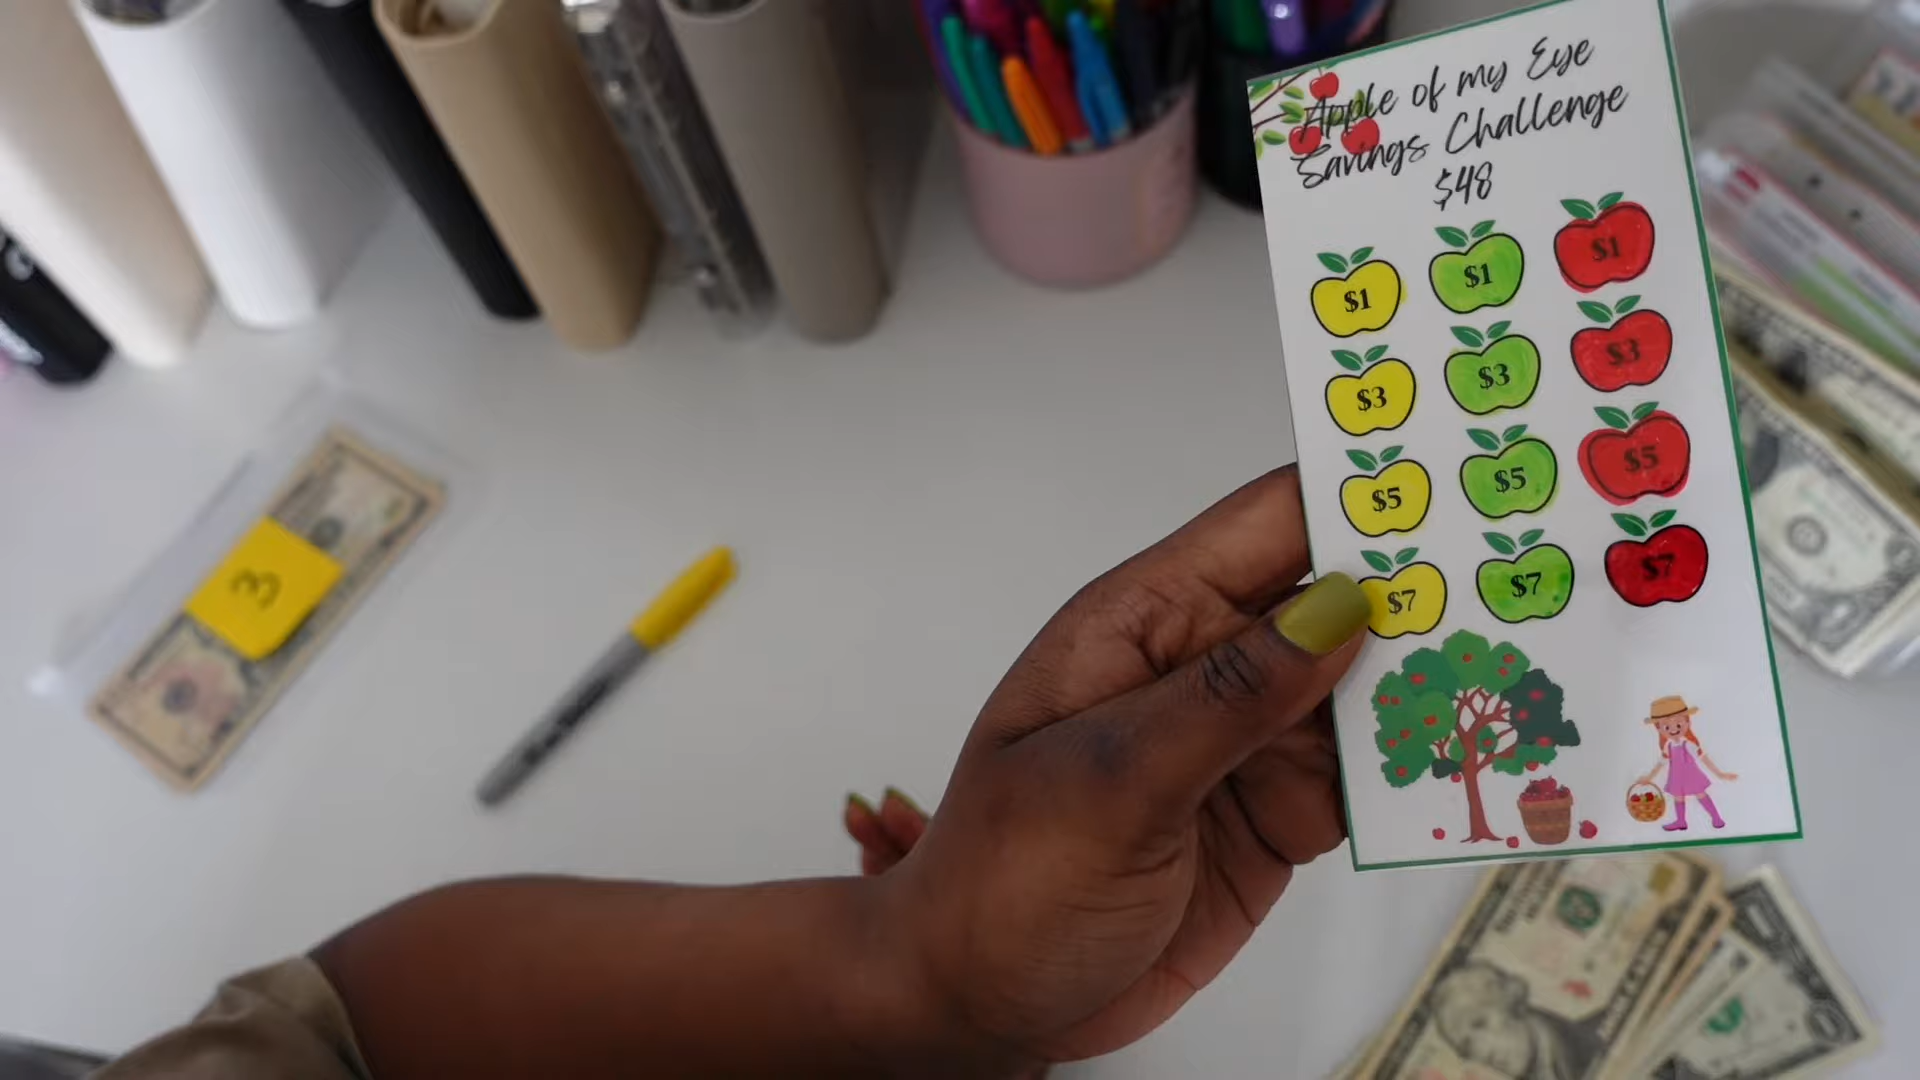 Apple of my Eye
Savings Challenge
$48
$1 $1 $1
$3 $3 $3
$5 $5 $5
$7 $7 $7
3